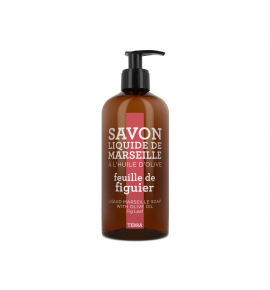 SAVON
LIQUIDE DE
MARSEILLE
À L'HUILE D'OLIVE
feuille de
figuier
LIQUID MARSEILLE SOAP
WITH OLIVE OIL
Fig Leaf
TERRA